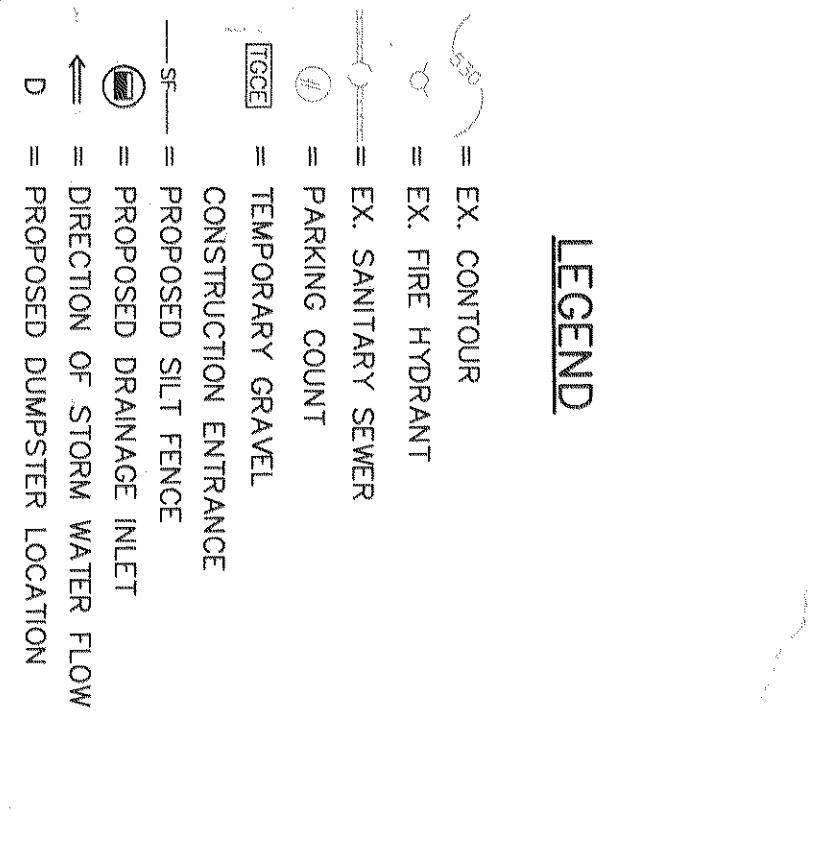 LEGEND
530 = EX. CONTOUR
= EX. FIRE HYDRANT
= EX. SANITARY SEWER
# = PARKING COUNT
TGCE = TEMPORARY GRAVEL
CONSTRUCTION ENTRANCE
SF = PROPOSED SILT FENCE
= PROPOSED DRAINAGE INLET
= DIRECTION OF STORM WATER FLOW
D = PROPOSED DUMPSTER LOCATION